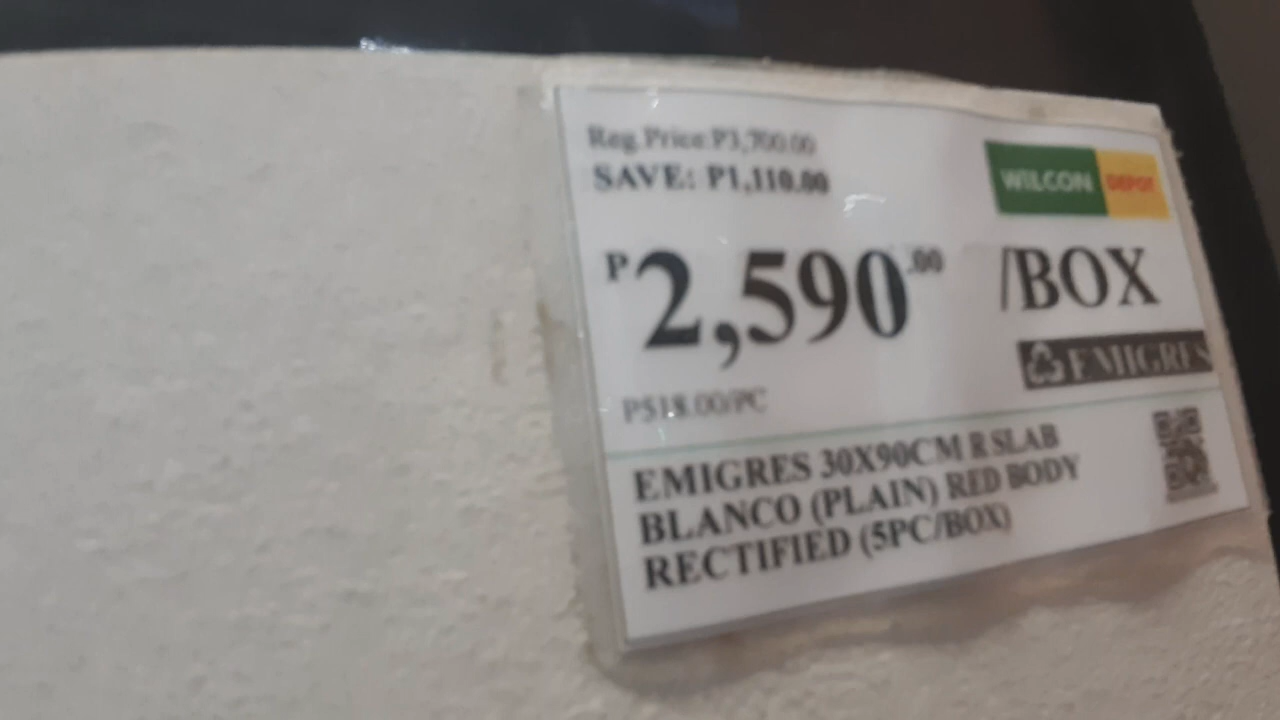 Reg.Price:P3,700.00
SAVE: P1,110.00
WILCON DEPOT
P2,590.00 /BOX
EMIGRES
P518.00/PC
EMIGRES 30X90CM R SLAB
BLANCO (PLAIN) RED BODY
RECTIFIED (5PC/BOX)